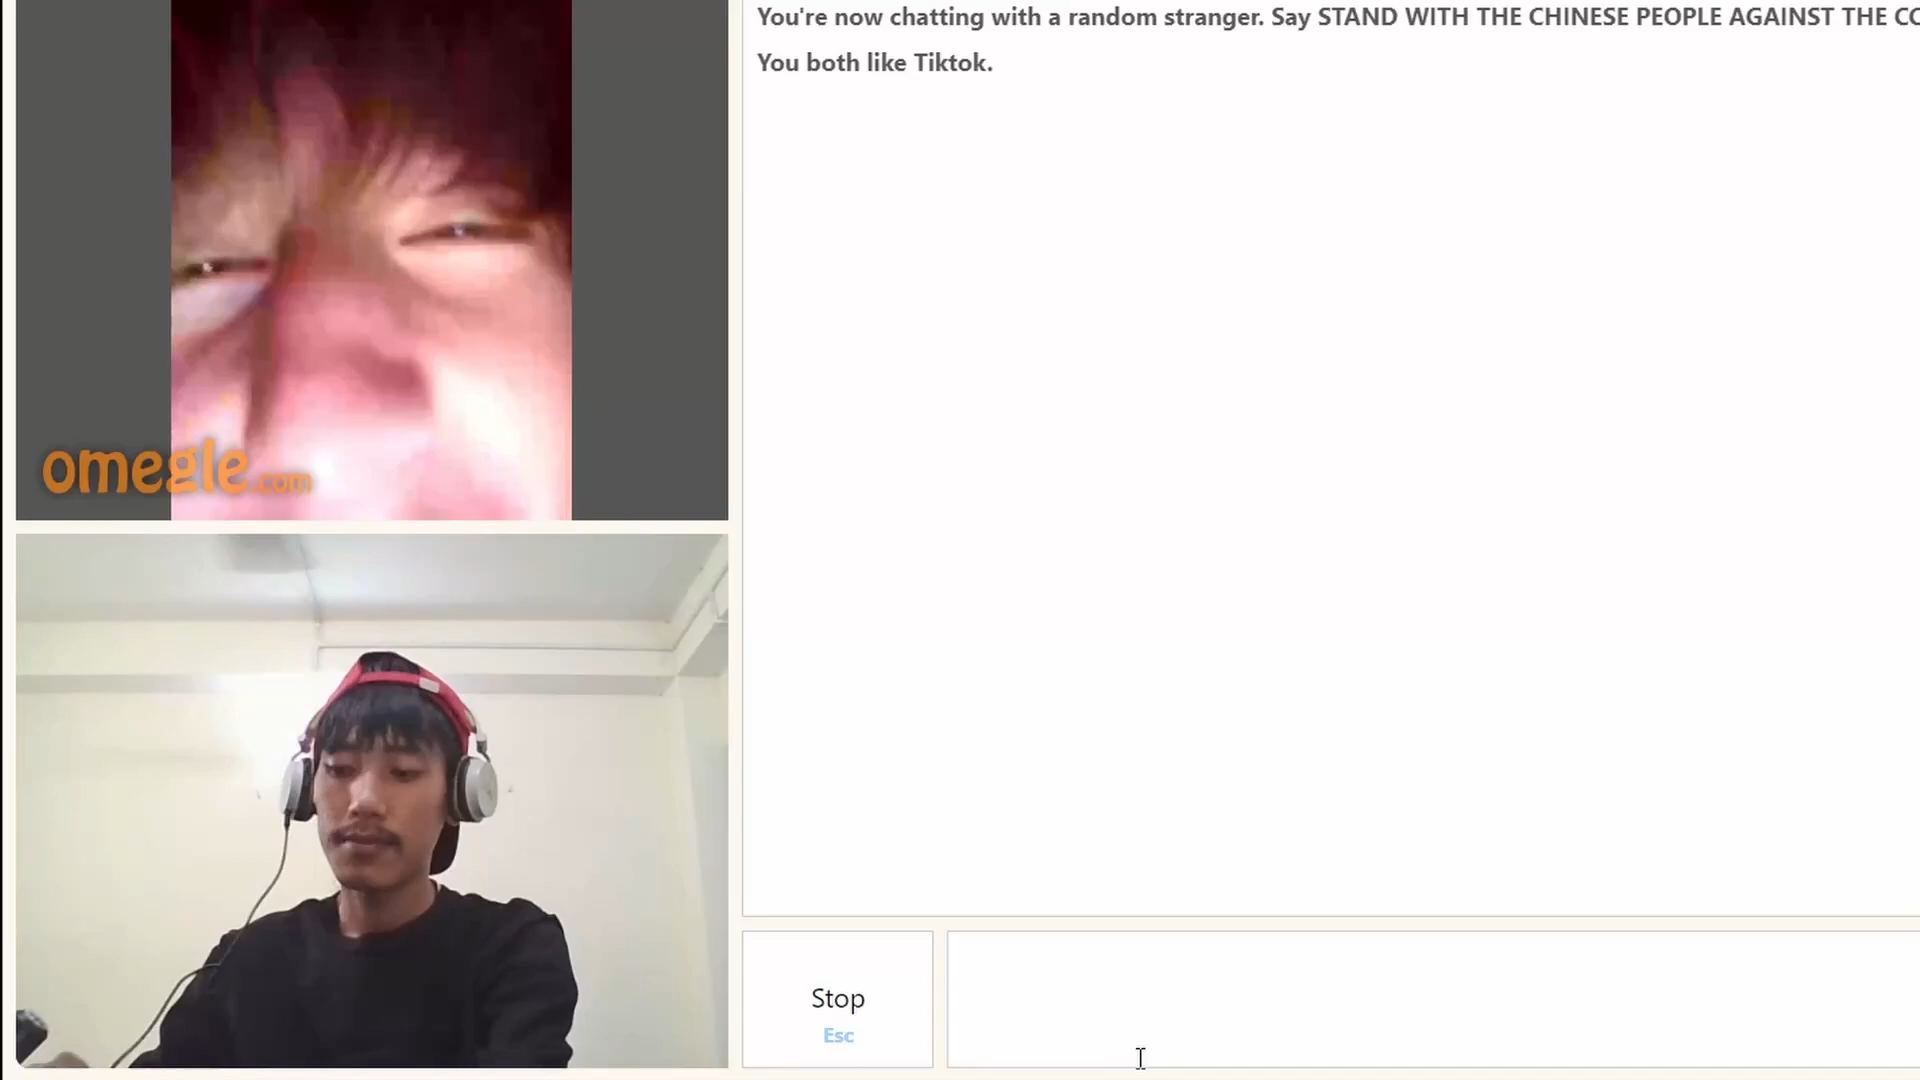 You're now chatting with a random stranger. Say STAND WITH THE CHINESE PEOPLE AGAINST THE
You both like Tiktok.
omegle.com
Stop
Esc